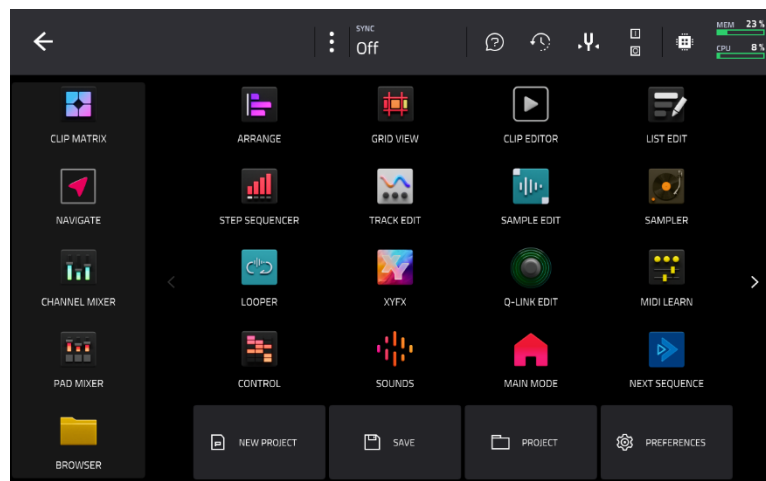 SYNC
Off
I
O
MEM 23 %
CPU 8 %
CLIP MATRIX
ARRANGE
GRID VIEW
CLIP EDITOR
LIST EDIT
NAVIGATE
STEP SEQUENCER
TRACK EDIT
SAMPLE EDIT
SAMPLER
CHANNEL MIXER
LOOPER
XY
XYFX
Q-LINK EDIT
MIDI LEARN
PAD MIXER
CONTROL
SOUNDS
MAIN MODE
NEXT SEQUENCE
BROWSER
NEW PROJECT
SAVE
PROJECT
PREFERENCES